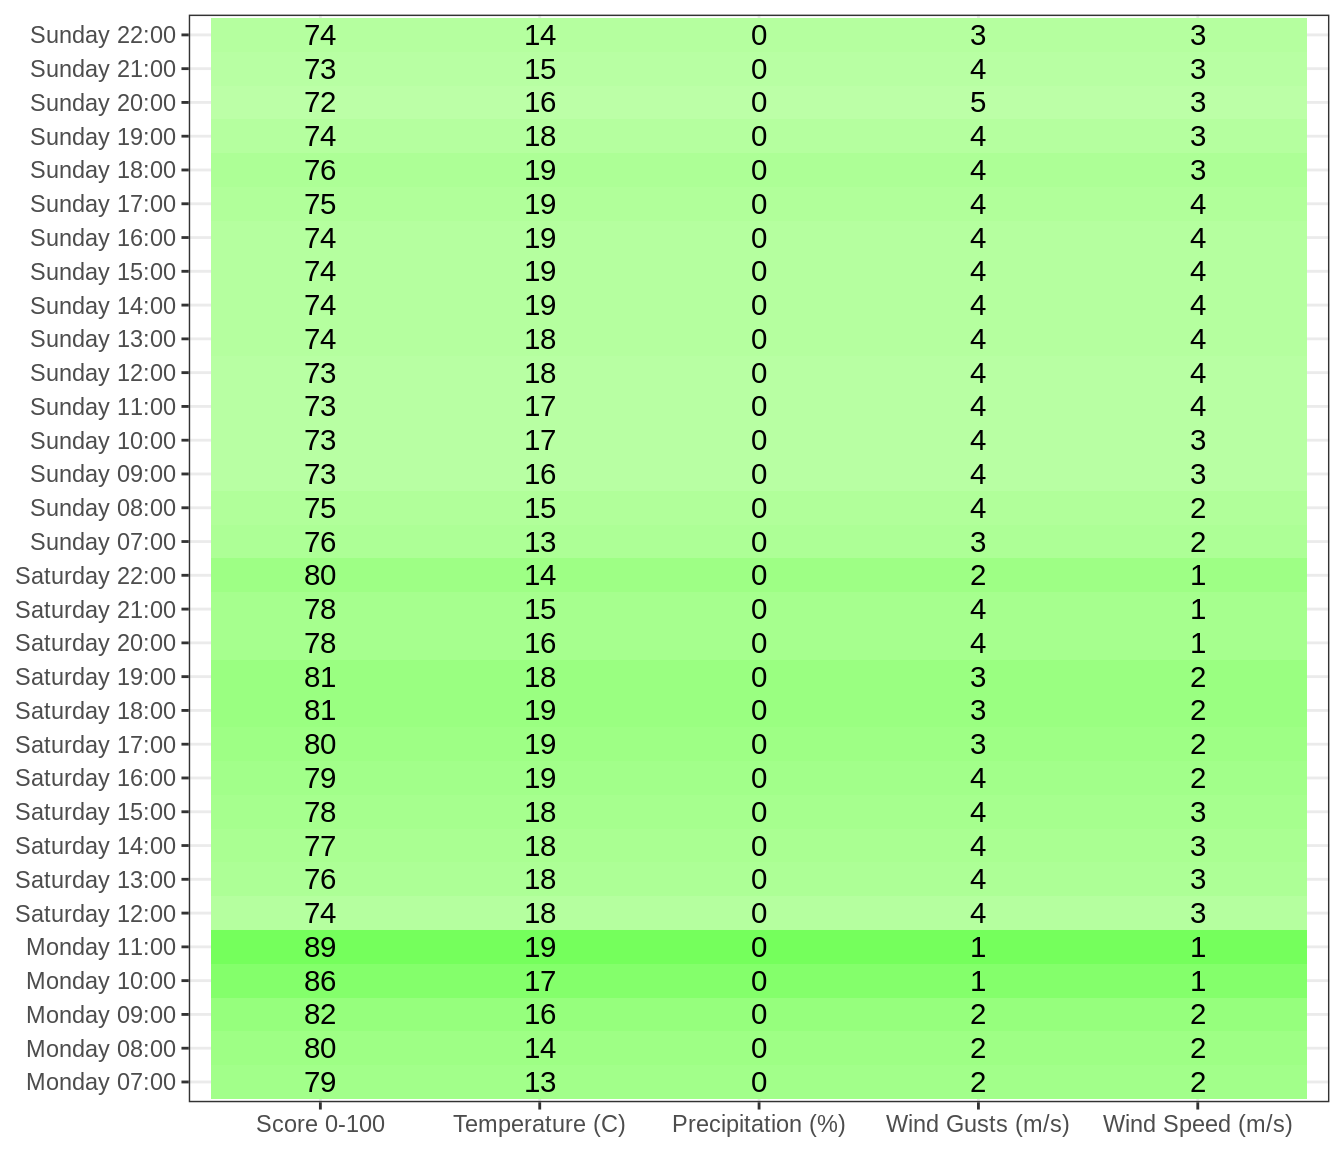 Sunday 22:00 74 14 0 3 3
Sunday 21:00 73 15 0 4 3
Sunday 20:00 72 16 0 5 3
Sunday 19:00 74 18 0 4 3
Sunday 18:00 76 19 0 4 3
Sunday 17:00 75 19 0 4 4
Sunday 16:00 74 19 0 4 4
Sunday 15:00 74 19 0 4 4
Sunday 14:00 74 19 0 4 4
Sunday 13:00 74 18 0 4 4
Sunday 12:00 73 18 0 4 4
Sunday 11:00 73 17 0 4 4
Sunday 10:00 73 17 0 4 3
Sunday 09:00 73 16 0 4 3
Sunday 08:00 75 15 0 4 2
Sunday 07:00 76 13 0 3 2
Saturday 22:00 80 14 0 2 1
Saturday 21:00 78 15 0 4 1
Saturday 20:00 78 16 0 4 1
Saturday 19:00 81 18 0 3 2
Saturday 18:00 81 19 0 3 2
Saturday 17:00 80 19 0 3 2
Saturday 16:00 79 19 0 4 2
Saturday 15:00 78 18 0 4 3
Saturday 14:00 77 18 0 4 3
Saturday 13:00 76 18 0 4 3
Saturday 12:00 74 18 0 4 3
Monday 11:00 89 19 0 1 1
Monday 10:00 86 17 0 1 1
Monday 09:00 82 16 0 2 2
Monday 08:00 80 14 0 2 2
Monday 07:00 79 13 0 2 2
Score 0-100 Temperature (C) Precipitation (%) Wind Gusts (m/s) Wind Speed (m/s)